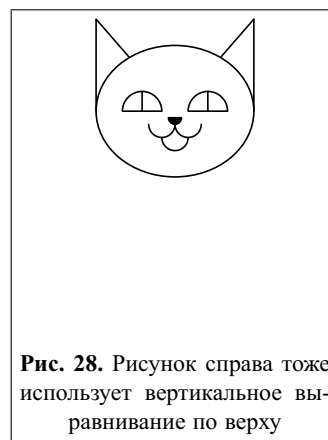 Рис. 28. Рисунок справа тоже
использует вертикальное вы-
равнивание по верху